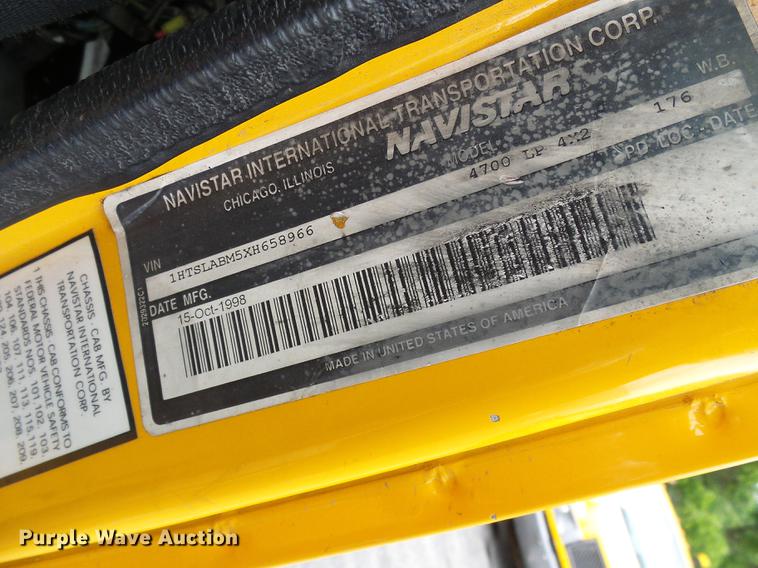 NAVISTAR INTERNATIONAL TRANSPORTATION CORP.
CHICAGO, ILLINOIS
NAVISTAR
VIN
MODEL
W.B.
1HTSLABM5XH658966
4700 LP 4X2
176
DATE MFG.
PD LOC - DATE
15-Oct-1998
MADE IN UNITED STATES OF AMERICA
CHASSIS, CAB MFG. BY
NAVISTAR INTERNATIONAL
TRANSPORTATION CORP.
THIS CHASSIS, CAB CONFORMS TO
FEDERAL MOTOR VEHICLE SAFETY
STANDARDS NOS. 101, 102, 103,
104, 106, 107, 111, 113, 116, 119,
124, 205, 206, 207, 208, 209,
Purple Wave Auction